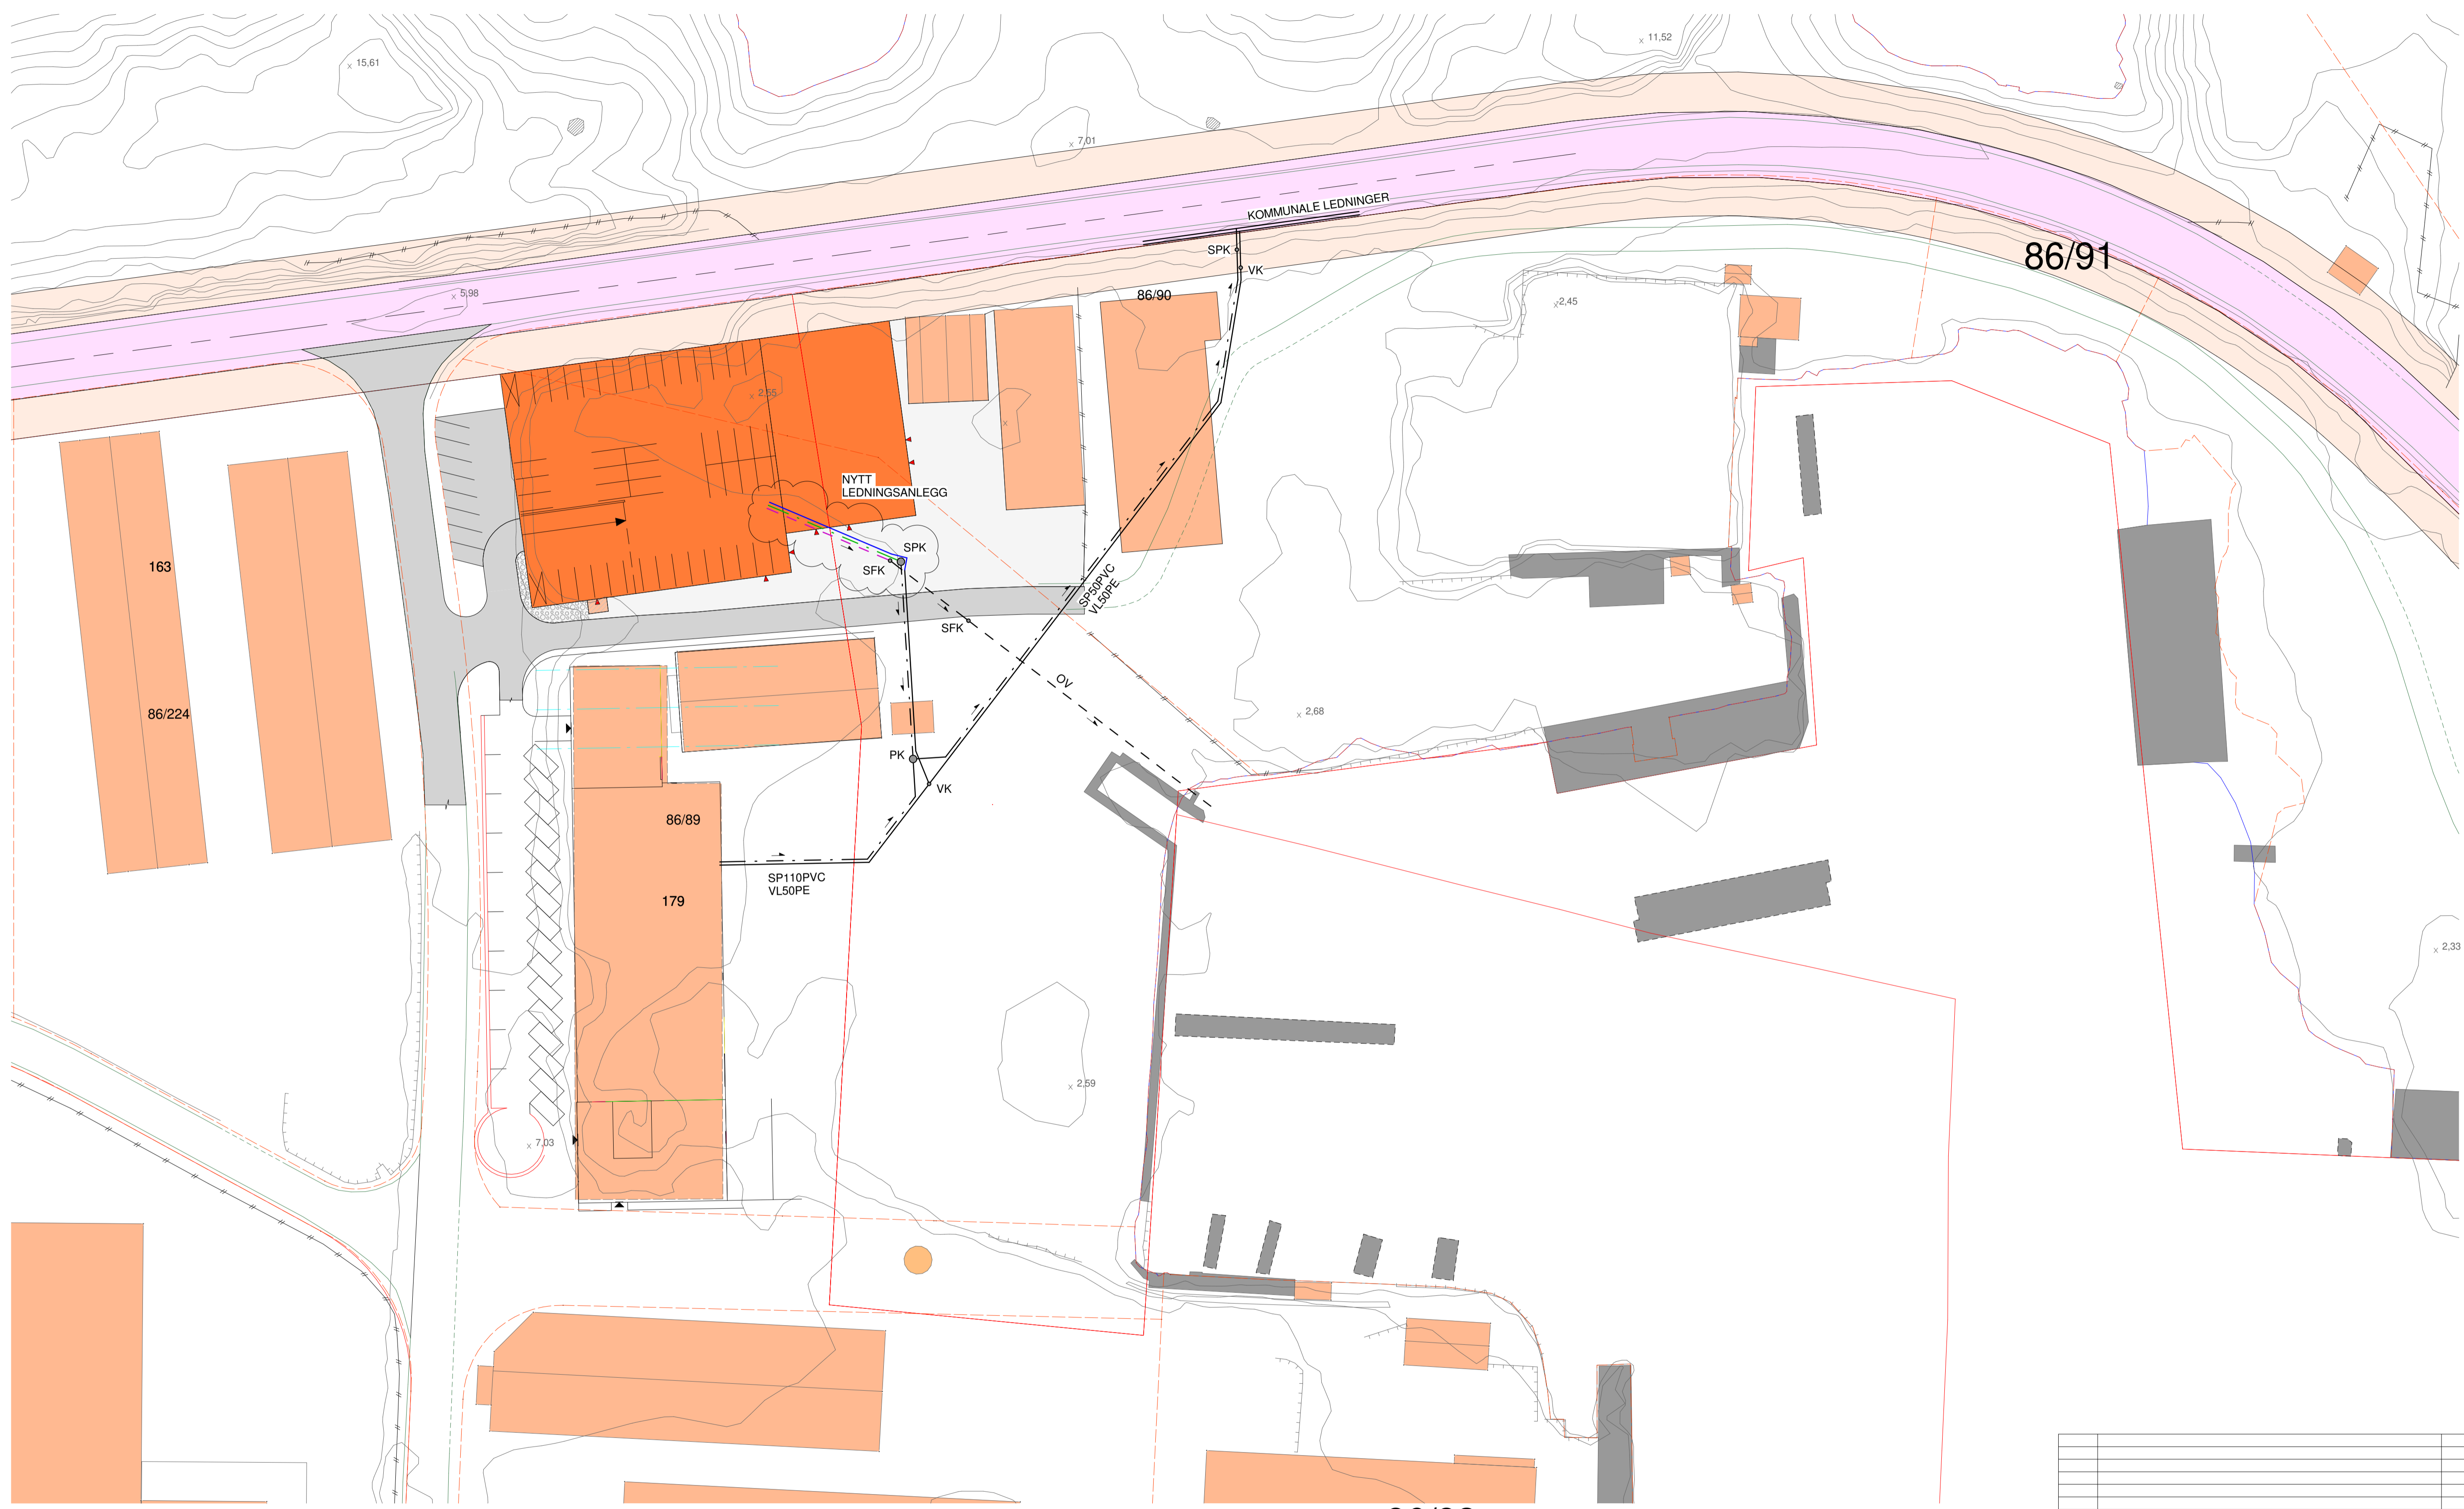 15,61
11,52
7,01
KOMMUNALE LEDNINGER
SPK
VK
86/91
5,98
86/90
2,45
2,55
NYTT
LEDNINGSANLEGG
SPK
SFK
163
SP50PVC
VL50PE
SFK
OV
86/224
2,68
PK
VK
86/89
SP110PVC
VL50PE
179
2,33
2,59
7,03